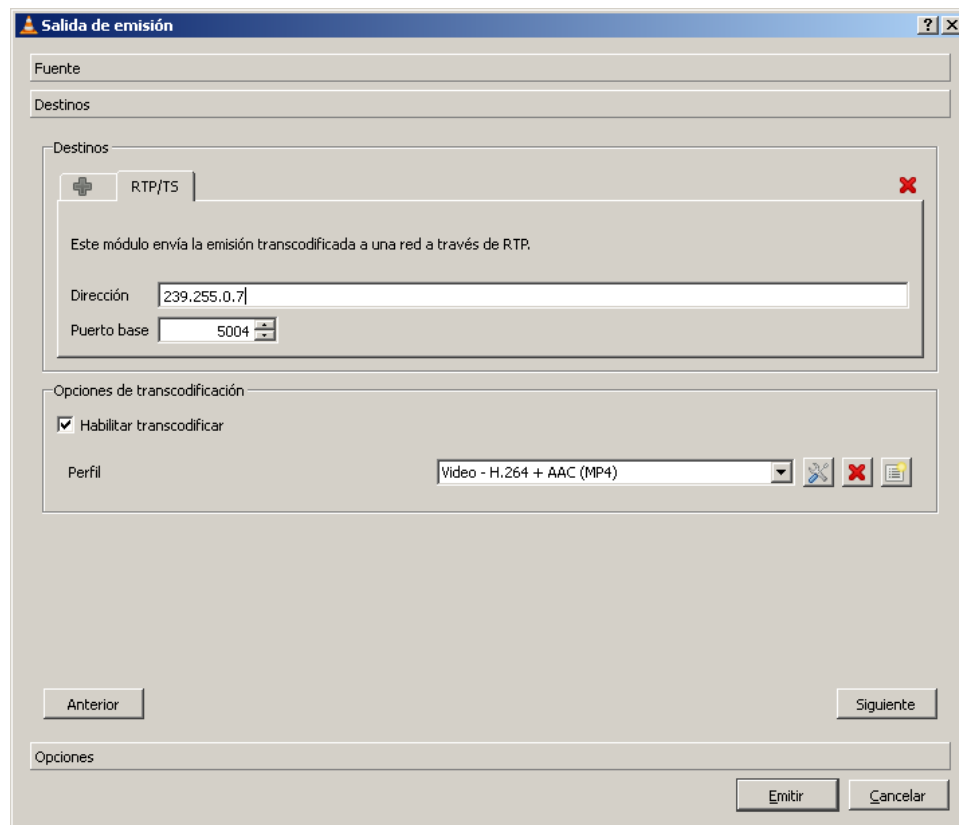 Salida de emisión
Fuente
Destinos
Destinos
RTP/TS
Este módulo envía la emisión transcodificada a una red a través de RTP.
Dirección 239.255.0.7
Puerto base 5004
Opciones de transcodificación
Habilitar transcodificar
Perfil Video - H.264 + AAC (MP4)
Anterior Siguiente
Opciones
Emitir Cancelar